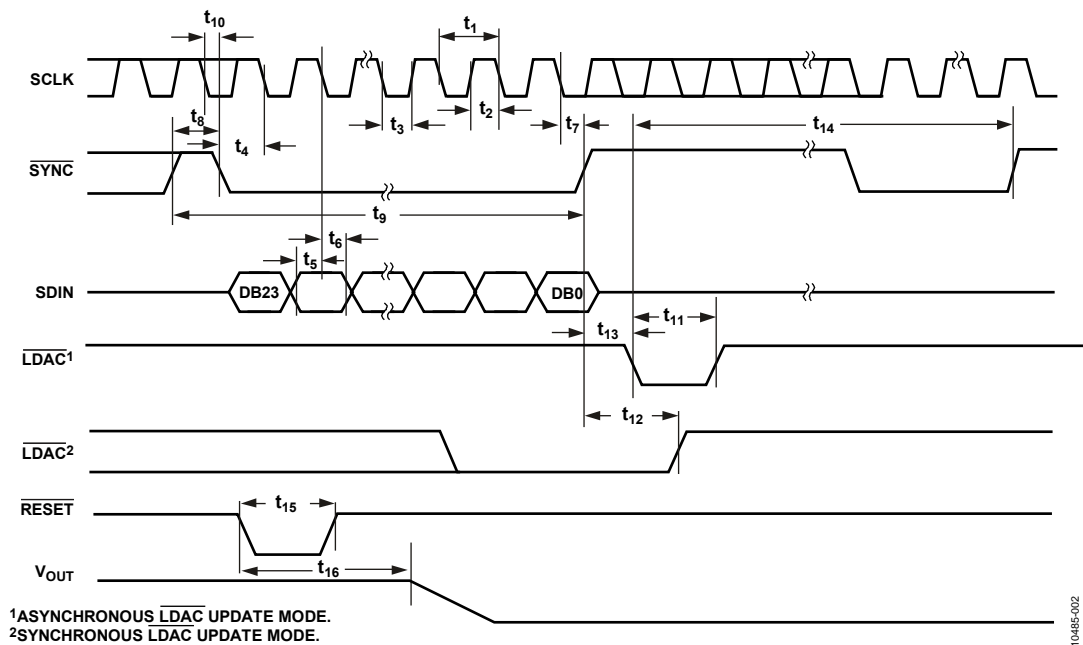 t10
t1
SCLK
t8
t3
t2
t7
t14
t4
SYNC
t9
t6
t5
SDIN
DB23
DB0
t13
t11
LDAC1
t12
LDAC2
RESET
t15
t16
VOUT
1ASYNCHRONOUS LDAC UPDATE MODE.
2SYNCHRONOUS LDAC UPDATE MODE.
10485-002